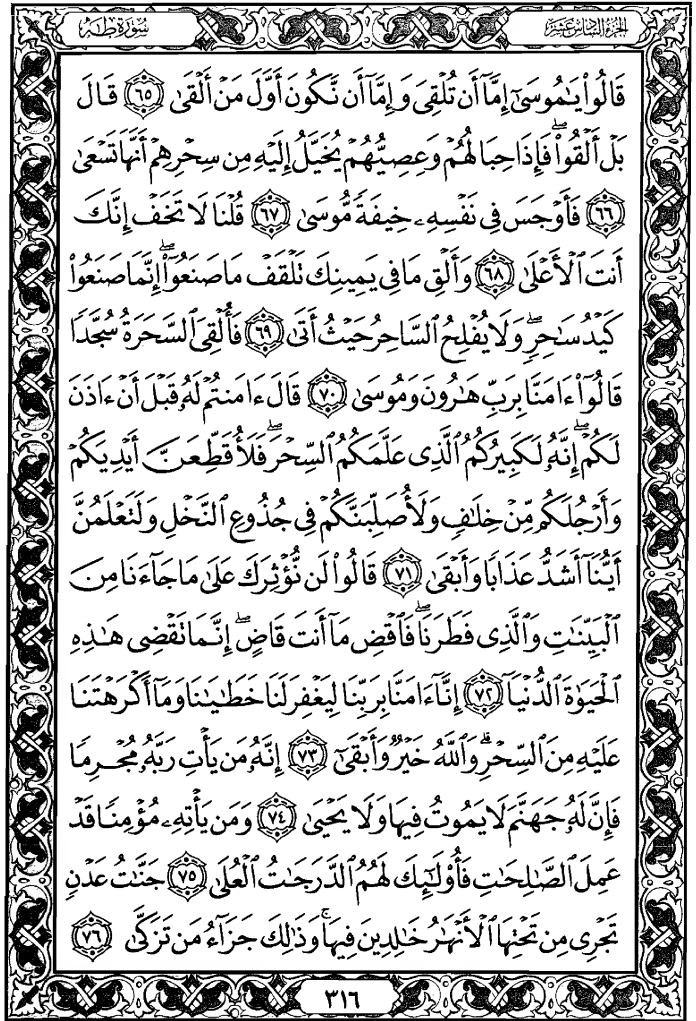 الجزء السادس عشر
سورة طه
قَالُوا۟ يَـٰمُوسَىٰٓ إِمَّآ أَن تُلْقِىَ وَإِمَّآ أَن نَّكُونَ أَوَّلَ مَنْ أَلْقَىٰ ٦٥ قَالَ
بَلْ أَلْقُوا۟ۖ فَإِذَا حِبَالُهُمْ وَعِصِيُّهُمْ يُخَيَّلُ إِلَيْهِ مِن سِحْرِهِمْ أَنَّهَا تَسْعَىٰ
٦٦ فَأَوْجَسَ فِى نَفْسِهِۦ خِيفَةً مُّوسَىٰ ٦٧ قُلْنَا لَا تَخَفْ إِنَّكَ
أَنتَ ٱلْأَعْلَىٰ ٦٨ وَأَلْقِ مَا فِى يَمِينِكَ تَلْقَفْ مَا صَنَعُوٓا۟ۖ إِنَّمَا صَنَعُوا۟
كَيْدُ سَـٰحِرٍۖ وَلَا يُفْلِحُ ٱلسَّاحِرُ حَيْثُ أَتَىٰ ٦٩ فَأُلْقِىَ ٱلسَّحَرَةُ سُجَّدًا
قَالُوٓا۟ ءَامَنَّا بِرَبِّ هَـٰرُونَ وَمُوسَىٰ ٧٠ قَالَ ءَامَنتُمْ لَهُۥ قَبْلَ أَنْ ءَاذَنَ
لَكُمْۖ إِنَّهُۥ لَكَبِيرُكُمُ ٱلَّذِى عَلَّمَكُمُ ٱلسِّحْرَۖ فَلَأُقَطِّعَنَّ أَيْدِيَكُمْ
وَأَرْجُلَكُم مِّنْ خِلَـٰفٍ وَلَأُصَلِّبَنَّكُمْ فِى جُذُوعِ ٱلنَّخْلِ وَلَتَعْلَمُنَّ
أَيُّنَآ أَشَدُّ عَذَابًا وَأَبْقَىٰ ٧١ قَالُوا۟ لَن نُّؤْثِرَكَ عَلَىٰ مَا جَآءَنَا مِنَ
ٱلْبَيِّنَـٰتِ وَٱلَّذِى فَطَرَنَاۖ فَٱقْضِ مَآ أَنتَ قَاضٍۖ إِنَّمَا تَقْضِى هَـٰذِهِ
ٱلْحَيَوٰةَ ٱلدُّنْيَآ ٧٢ إِنَّآ ءَامَنَّا بِرَبِّنَا لِيَغْفِرَ لَنَا خَطَـٰيَـٰنَا وَمَآ أَكْرَهْتَنَا
عَلَيْهِ مِنَ ٱلسِّحْرِۗ وَٱللَّهُ خَيْرٌ وَأَبْقَىٰٓ ٧٣ إِنَّهُۥ مَن يَأْتِ رَبَّهُۥ مُجْرِمًا
فَإِنَّ لَهُۥ جَهَنَّمَ لَا يَمُوتُ فِيهَا وَلَا يَحْيَىٰ ٧٤ وَمَن يَأْتِهِۦ مُؤْمِنًا قَدْ
عَمِلَ ٱلصَّـٰلِحَـٰتِ فَأُو۟لَـٰٓئِكَ لَهُمُ ٱلدَّرَجَـٰتُ ٱلْعُلَىٰ ٧٥ جَنَّـٰتُ عَدْنٍ
تَجْرِى مِن تَحْتِهَا ٱلْأَنْهَـٰرُ خَـٰلِدِينَ فِيهَاۚ وَذَٰلِكَ جَزَآءُ مَن تَزَكَّىٰ ٧٦
٣١٦